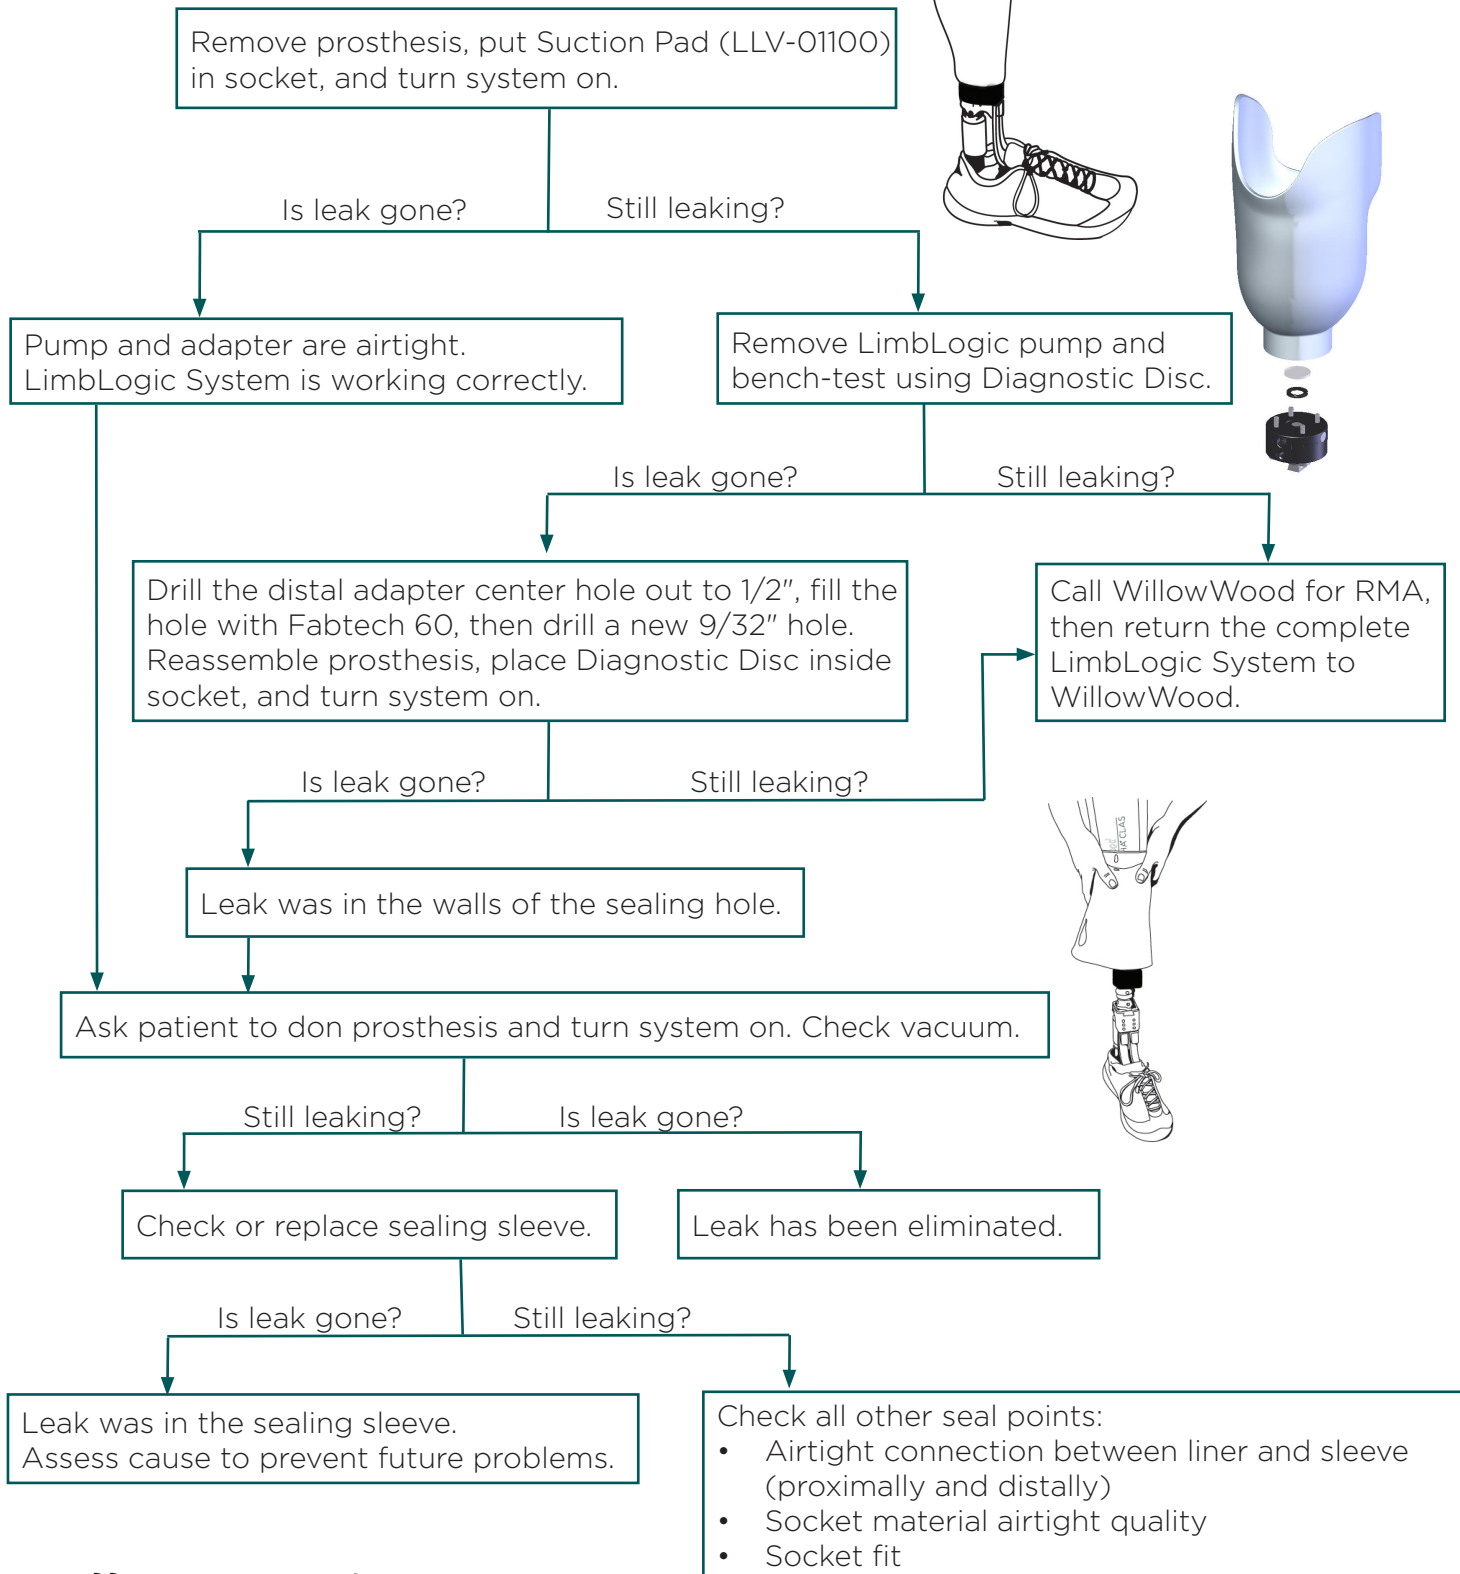 Remove prosthesis, put Suction Pad (LLV-01100)
in socket, and turn system on.
Is leak gone?
Still leaking?
Pump and adapter are airtight.
LimbLogic System is working correctly.
Remove LimbLogic pump and
bench-test using Diagnostic Disc.
Is leak gone?
Still leaking?
Drill the distal adapter center hole out to 1/2", fill the
hole with Fabtech 60, then drill a new 9/32" hole.
Reassemble prosthesis, place Diagnostic Disc inside
socket, and turn system on.
Call WillowWood for RMA,
then return the complete
LimbLogic System to
WillowWood.
Is leak gone?
Still leaking?
Leak was in the walls of the sealing hole.
Ask patient to don prosthesis and turn system on. Check vacuum.
Still leaking?
Is leak gone?
Check or replace sealing sleeve.
Leak has been eliminated.
Is leak gone?
Still leaking?
Leak was in the sealing sleeve.
Assess cause to prevent future problems.
Check all other seal points:
• Airtight connection between liner and sleeve
(proximally and distally)
• Socket material airtight quality
• Socket fit